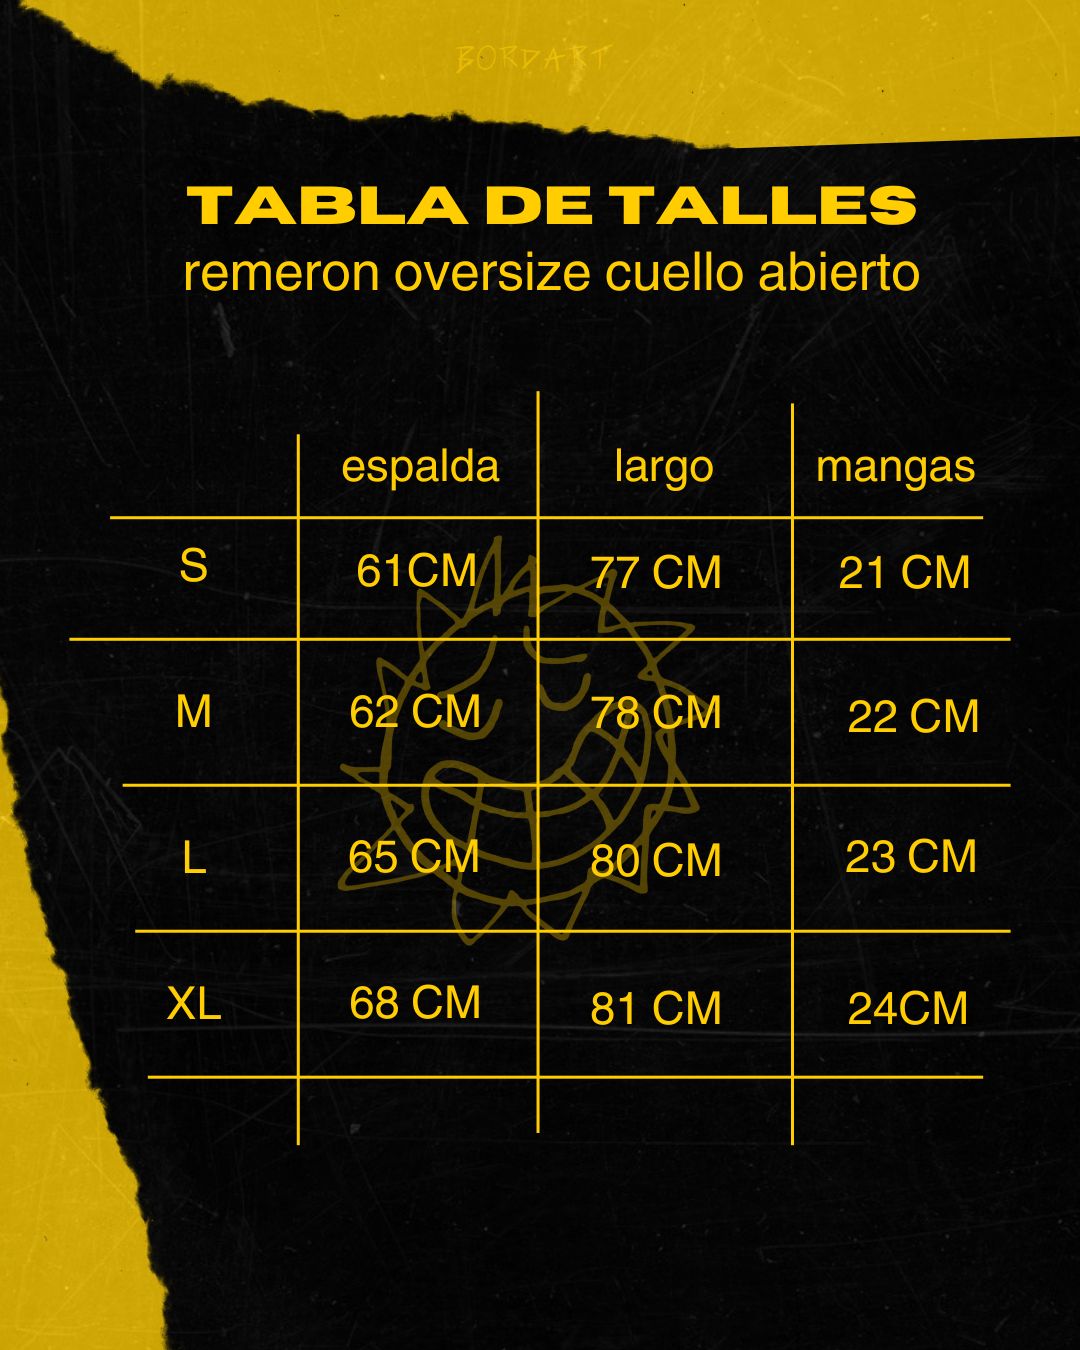 BORDART
TABLA DE TALLES
remeron oversize cuello abierto
espalda largo mangas
S 61CM 77 CM 21 CM
M 62 CM 78 CM 22 CM
L 65 CM 80 CM 23 CM
XL 68 CM 81 CM 24CM